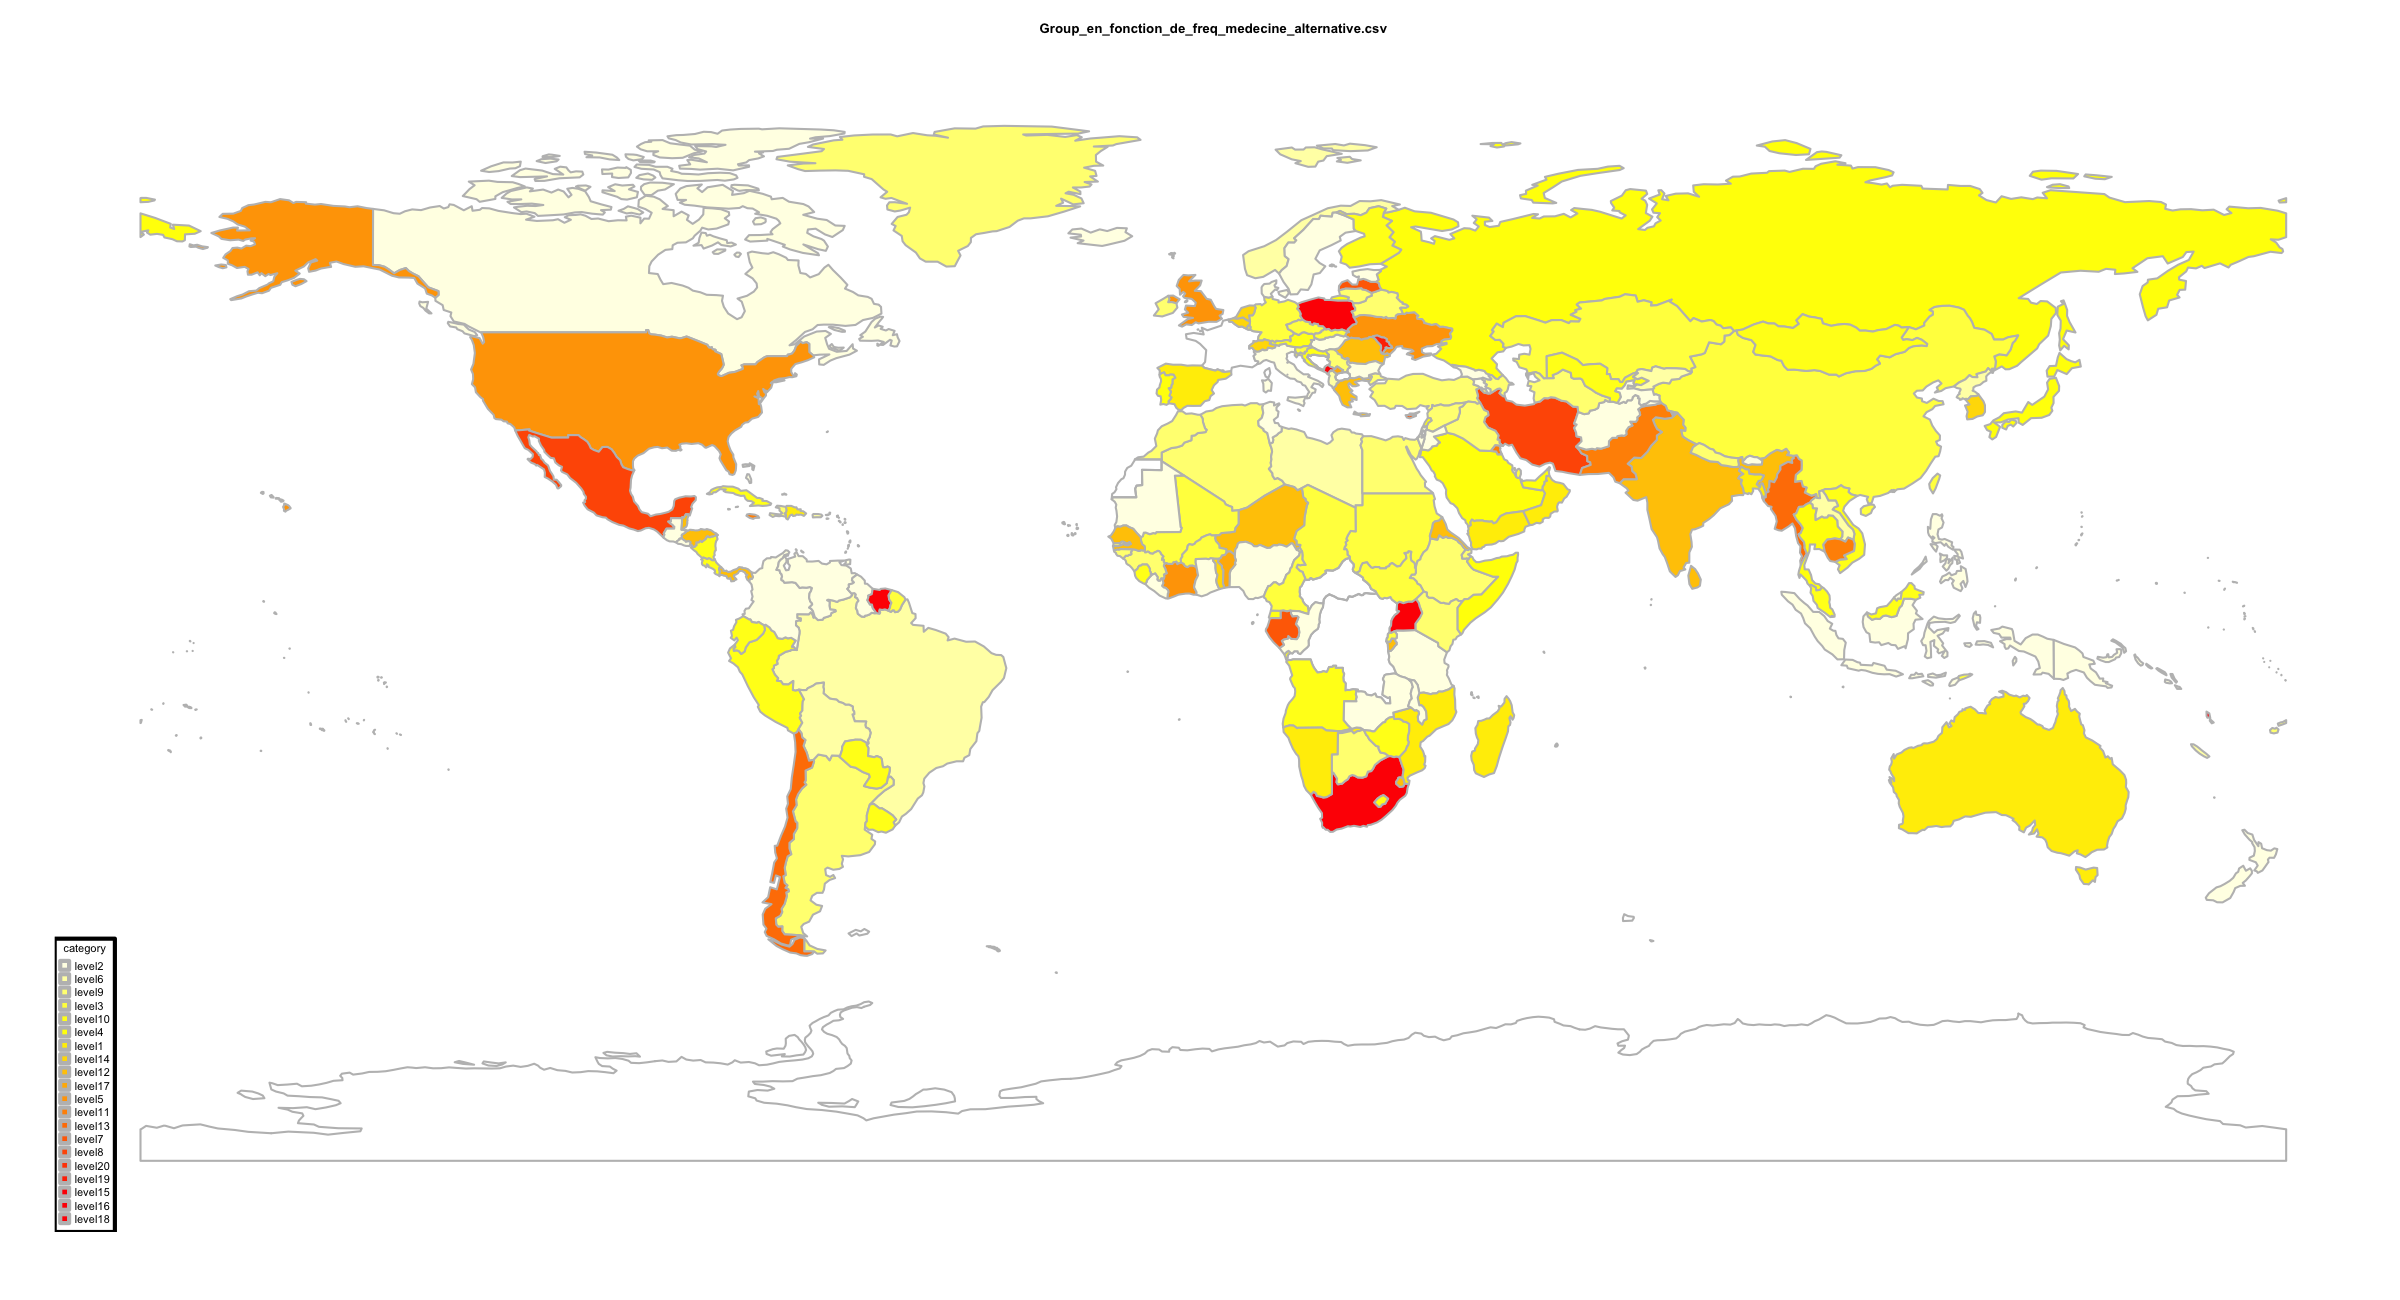 Group_en_fonction_de_freq_medecine_alternative.csv
category
level2
level6
level9
level3
level10
level4
level1
level14
level12
level17
level5
level11
level13
level7
level8
level20
level19
level15
level16
level18